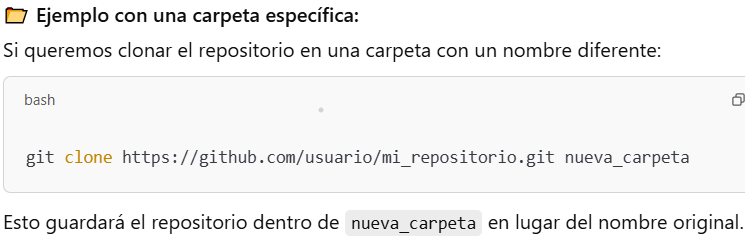 📂 Ejemplo con una carpeta específica:
Si queremos clonar el repositorio en una carpeta con un nombre diferente:
bash
git clone https://github.com/usuario/mi_repositorio.git nueva_carpeta
Esto guardará el repositorio dentro de nueva_carpeta en lugar del nombre original.